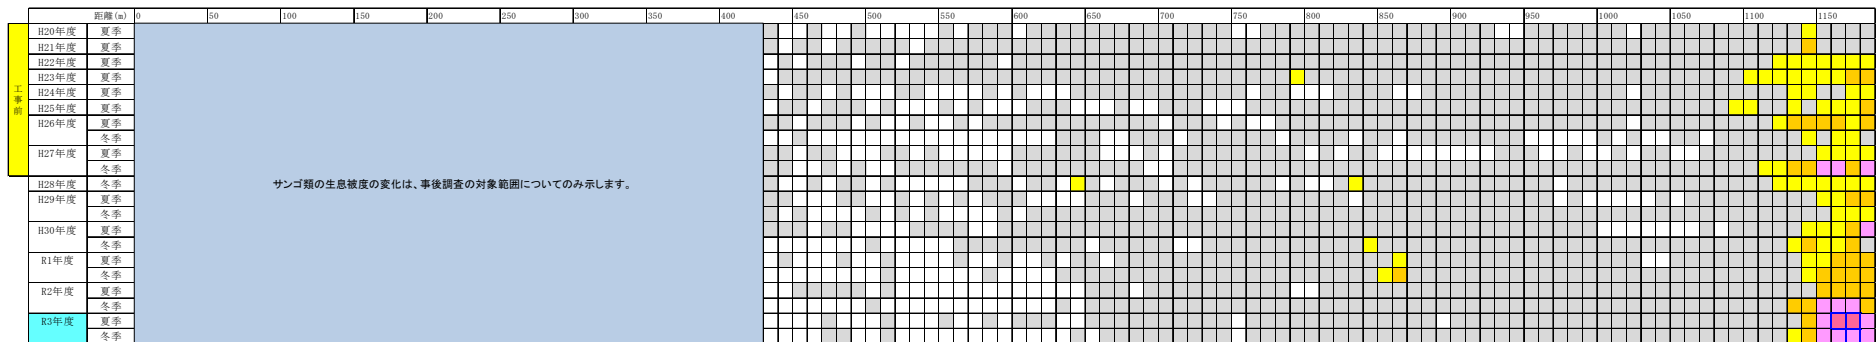 距離(m) 0 50 100 150 200 250 300 350 400 450 500 550 600 650 700 750 800 850 900 950 1000 1050 1100 1150
工事前
H20年度 夏季
H21年度 夏季
H22年度 夏季
H23年度 夏季
H24年度 夏季
H25年度 夏季
H26年度 夏季
冬季
H27年度 夏季
冬季
サンゴ類の生息被度の変化は、事後調査の対象範囲についてのみ示します。
H28年度 冬季
H29年度 夏季
冬季
H30年度 夏季
冬季
R1年度 夏季
冬季
R2年度 夏季
冬季
R3年度 夏季
冬季